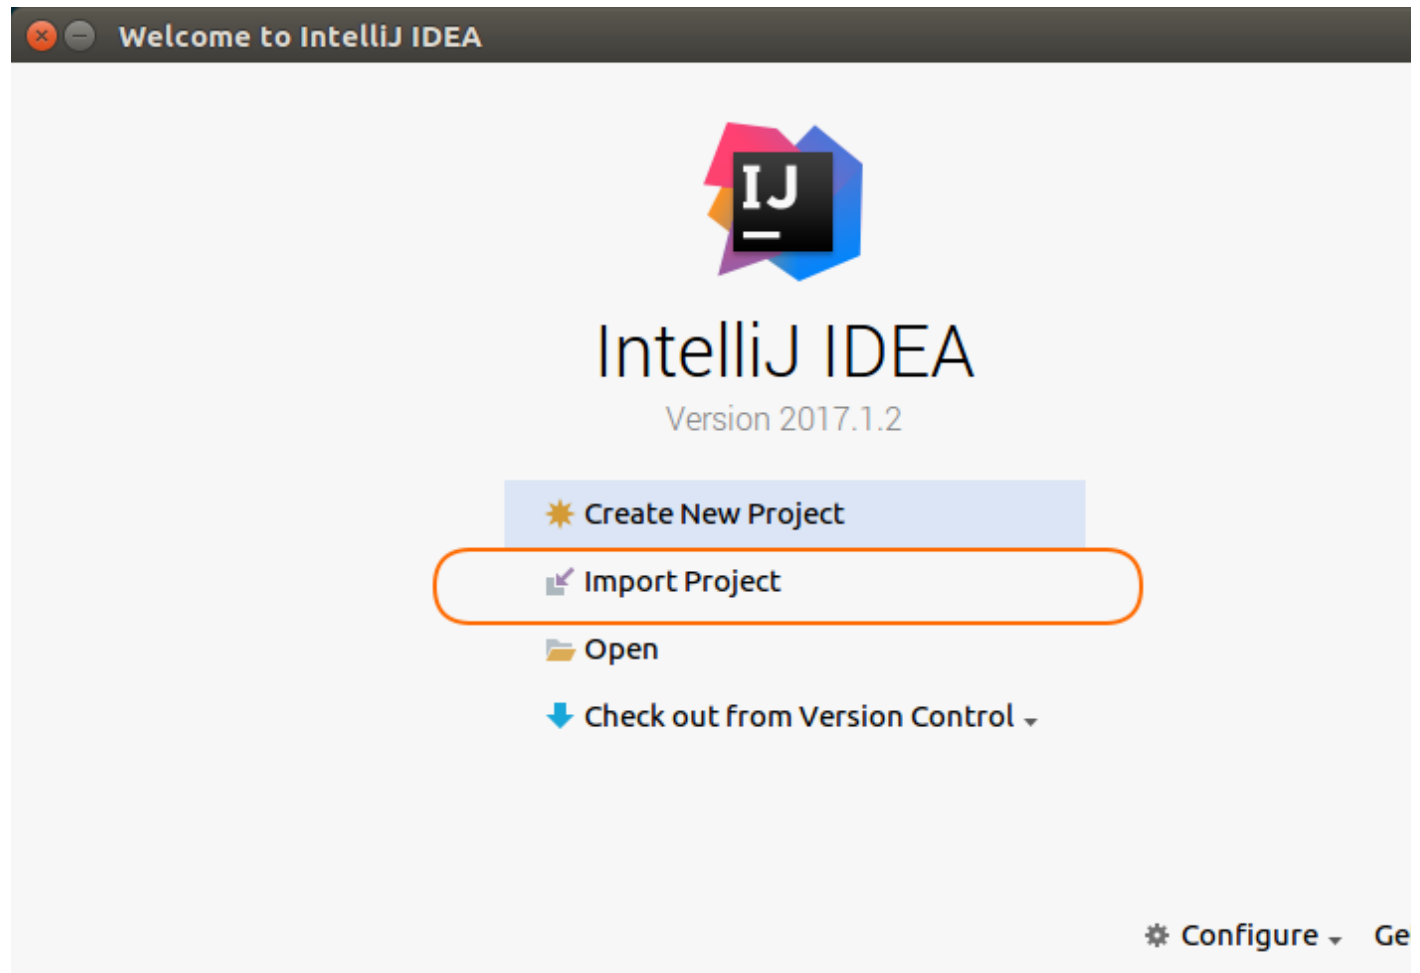 Welcome to IntelliJ IDEA
IJ
IntelliJ IDEA
Version 2017.1.2
Create New Project
Import Project
Open
Check out from Version Control
Configure Ge